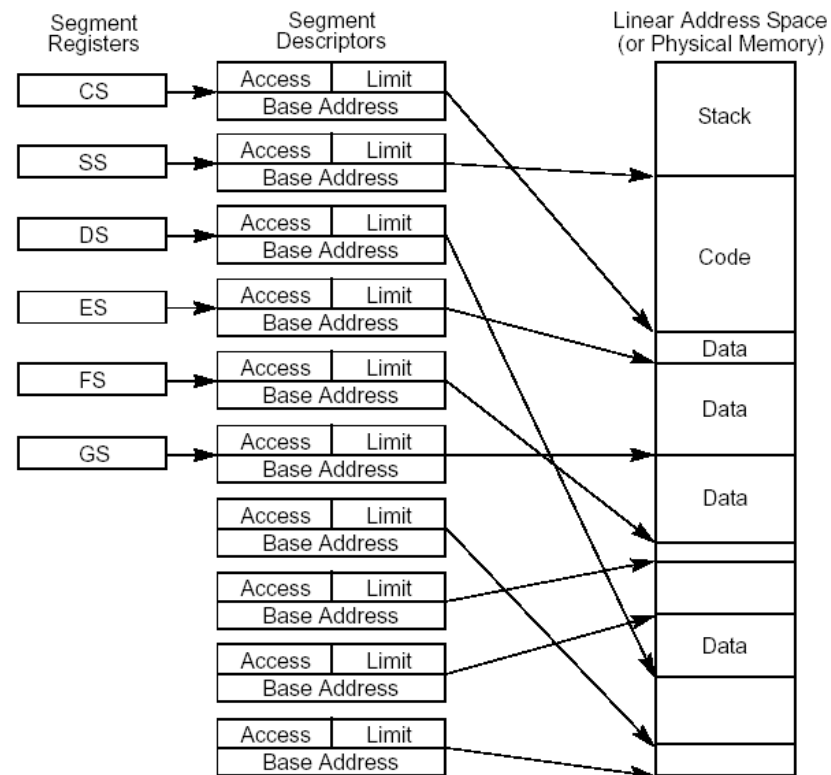 Segment
Registers
Segment
Descriptors
Linear Address Space
(or Physical Memory)
CS
Access Limit
Base Address
Stack
SS
Access Limit
Base Address
DS
Access Limit
Base Address
Code
ES
Access Limit
Base Address
Data
FS
Access Limit
Base Address
Data
GS
Access Limit
Base Address
Data
Access Limit
Base Address
Access Limit
Base Address
Access Limit
Base Address
Data
Access Limit
Base Address